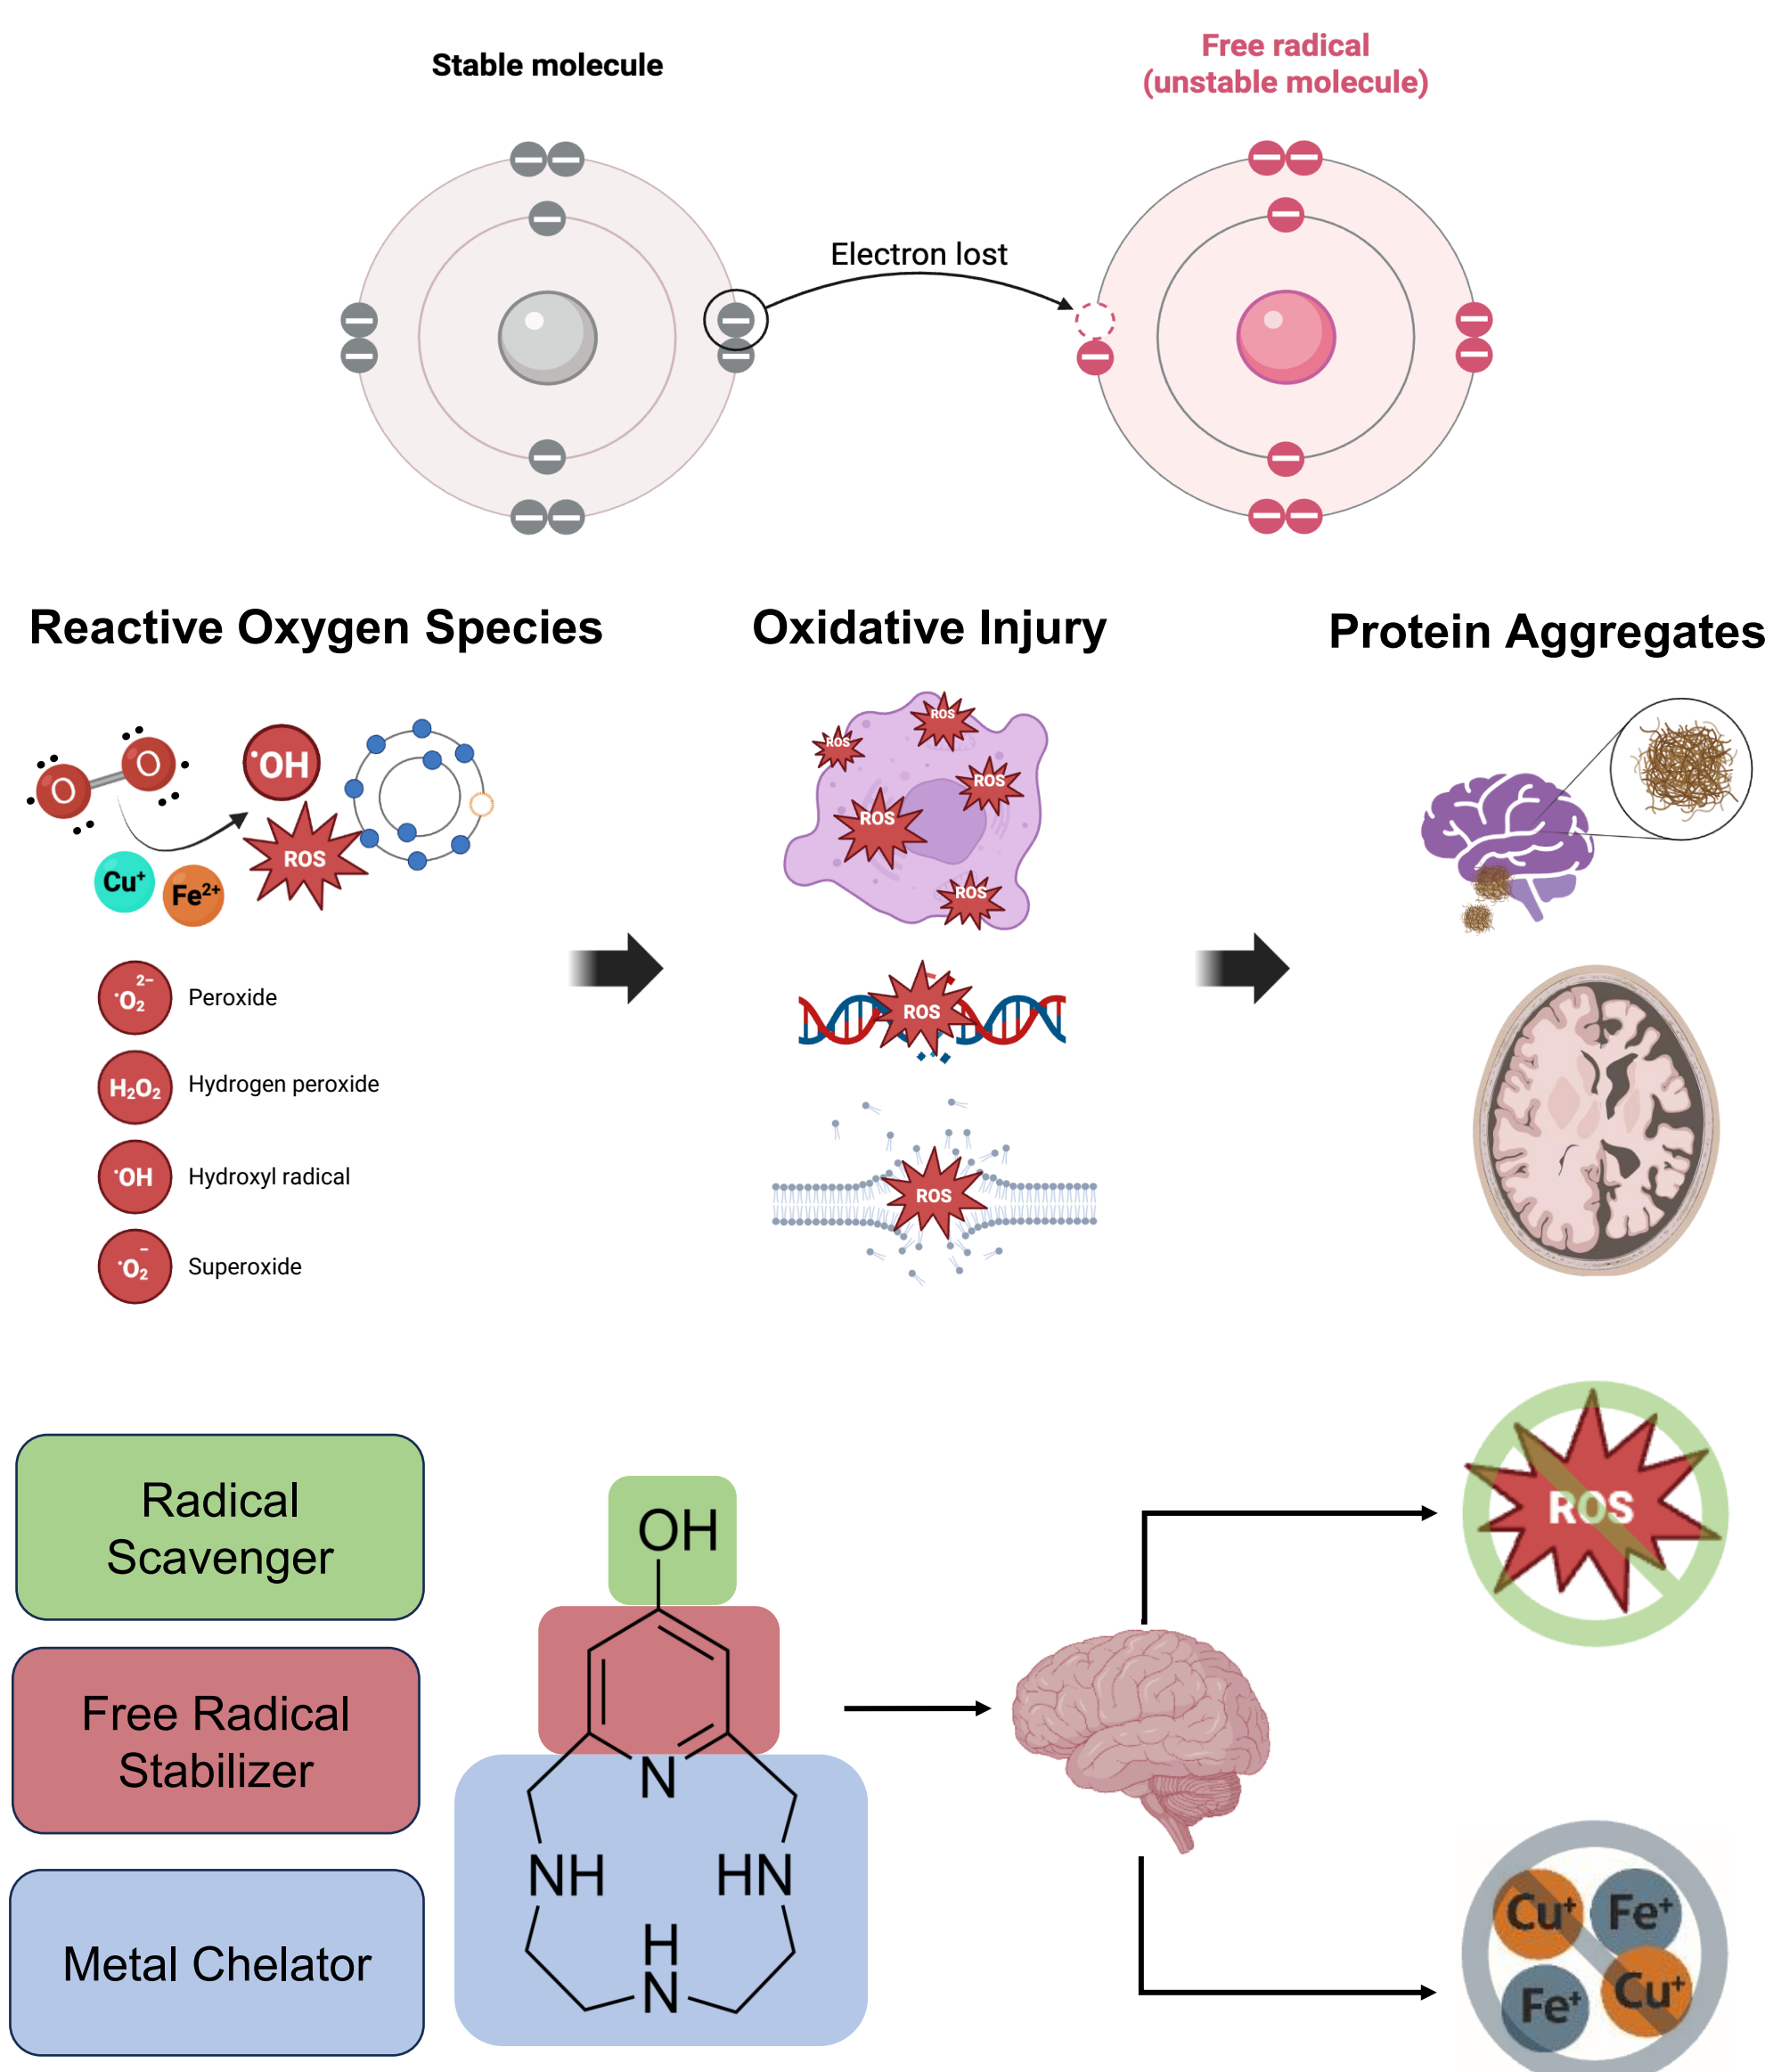 Stable molecule
Free radical
(unstable molecule)
Electron lost
Reactive Oxygen Species
Oxidative Injury
Protein Aggregates
O
O
·OH
ROS
Cu⁺
Fe²⁺
·O₂²⁻
Peroxide
H₂O₂
Hydrogen peroxide
·OH
Hydroxyl radical
·O₂⁻
Superoxide
ROS
ROS
ROS
ROS
ROS
ROS
ROS
Radical
Scavenger
Free Radical
Stabilizer
Metal Chelator
OH
N
NH
HN
H
N
ROS
Cu⁺
Fe⁺
Fe⁺
Cu⁺